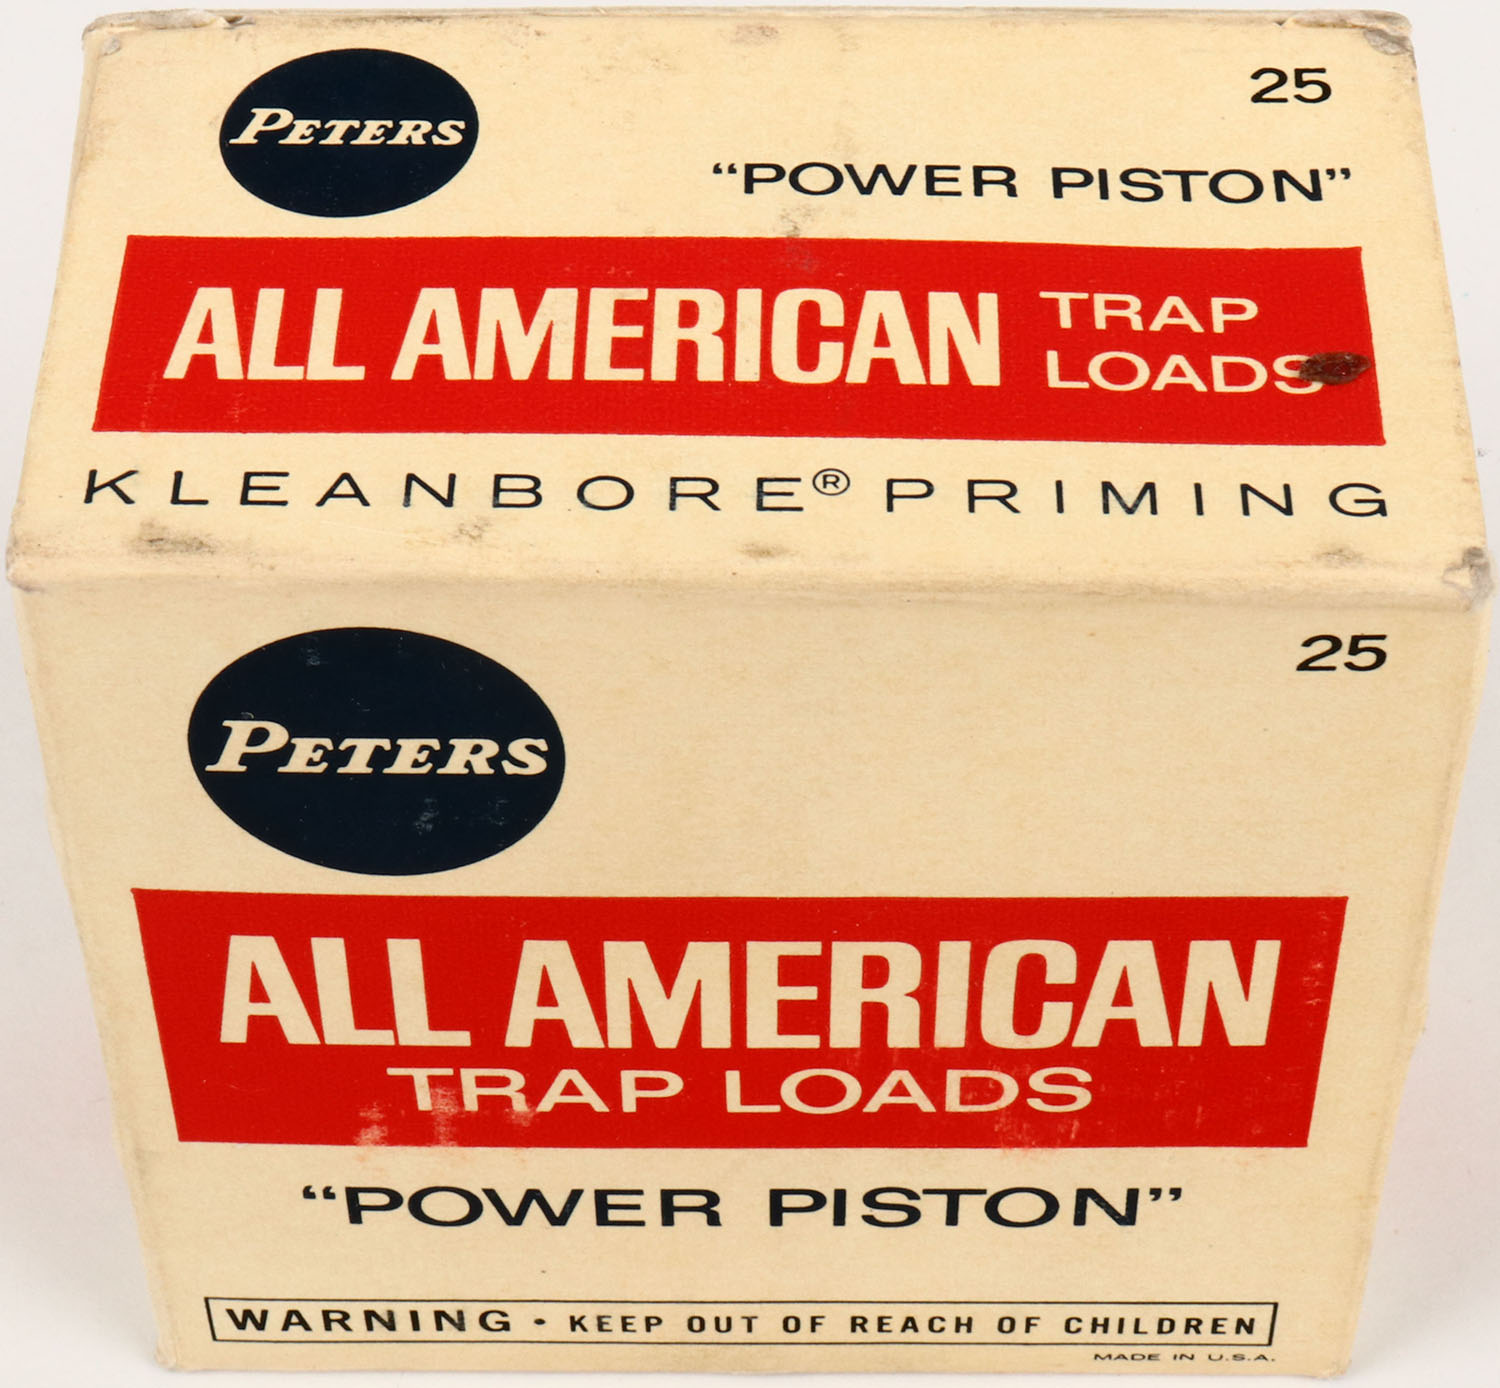 PETERS
25
“POWER PISTON”
ALL AMERICAN TRAP LOADS
KLEANBORE® PRIMING
25
PETERS
ALL AMERICAN
TRAP LOADS
“POWER PISTON”
WARNING • KEEP OUT OF REACH OF CHILDREN
MADE IN U.S.A.